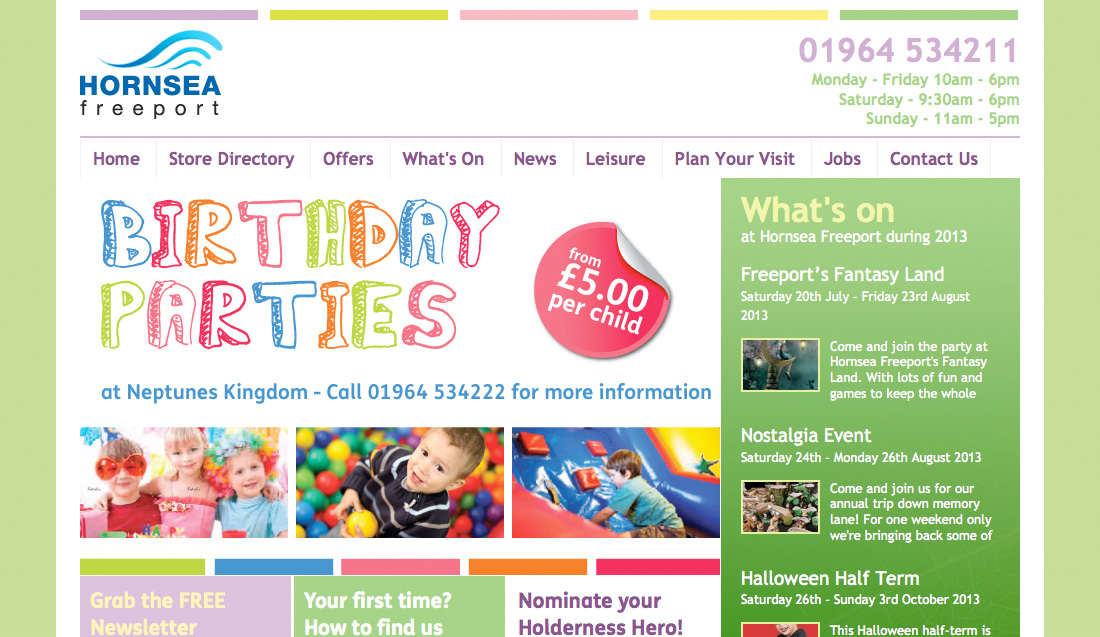 HORNSEA
freeport
01964 534211
Monday - Friday 10am - 6pm
Saturday - 9:30am - 6pm
Sunday - 11am - 5pm
Home Store Directory Offers What's On News Leisure Plan Your Visit Jobs Contact Us
BIRTHDAY
PARTIES
from
£5.00
per child
at Neptunes Kingdom - Call 01964 534222 for more information
HAPP
Grab the FREE
Newsletter
Your first time?
How to find us
Nominate your
Holderness Hero!
What's on
at Hornsea Freeport during 2013
Freeport’s Fantasy Land
Saturday 20th July - Friday 23rd August
2013
Come and join the party at
Hornsea Freeport's Fantasy
Land. With lots of fun and
games to keep the whole
Nostalgia Event
Saturday 24th - Monday 26th August 2013
Come and join us for our
annual trip down memory
lane! For one weekend only
we're bringing back some of
Halloween Half Term
Saturday 26th - Sunday 3rd October 2013
This Halloween half-term is